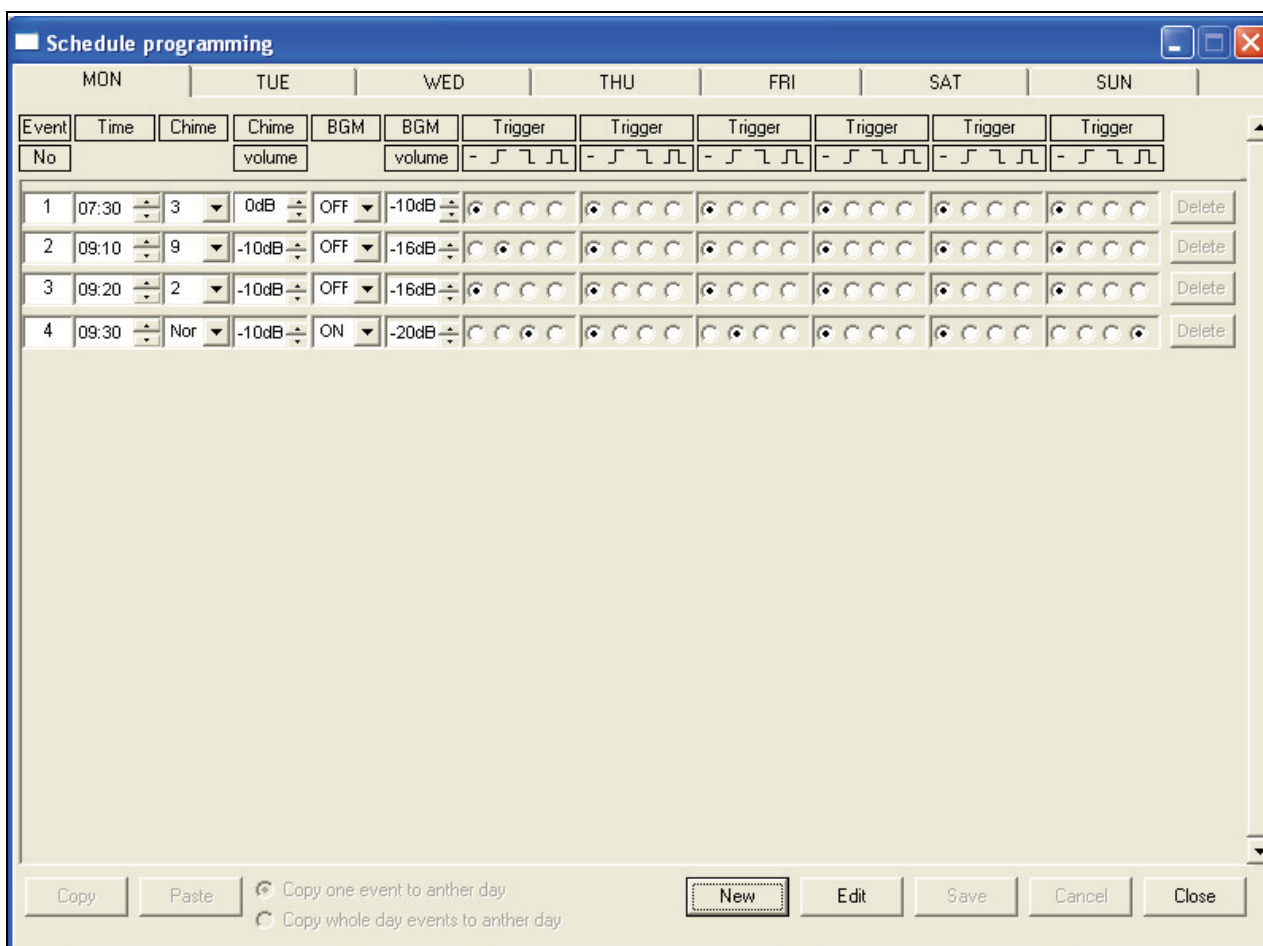 Schedule programming
MON TUE WED THU FRI SAT SUN
Event Time Chime Chime BGM BGM Trigger Trigger Trigger Trigger Trigger Trigger
No volume volume - - - - - -
1 07:30 3 0dB OFF -10dB Delete
2 09:10 9 -10dB OFF -16dB Delete
3 09:20 2 -10dB OFF -16dB Delete
4 09:30 Nor -10dB ON -20dB Delete
Copy Paste Copy one event to anther day New Edit Save Cancel Close
Copy whole day events to anther day